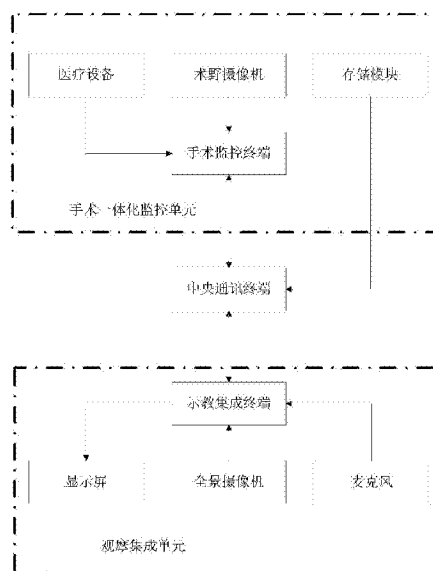 医疗设备
术野摄像机
存储模块
手术监控终端
手术一体化监控单元
中央通讯终端
示教集成终端
显示屏
全景摄像机
麦克风
观摩集成单元